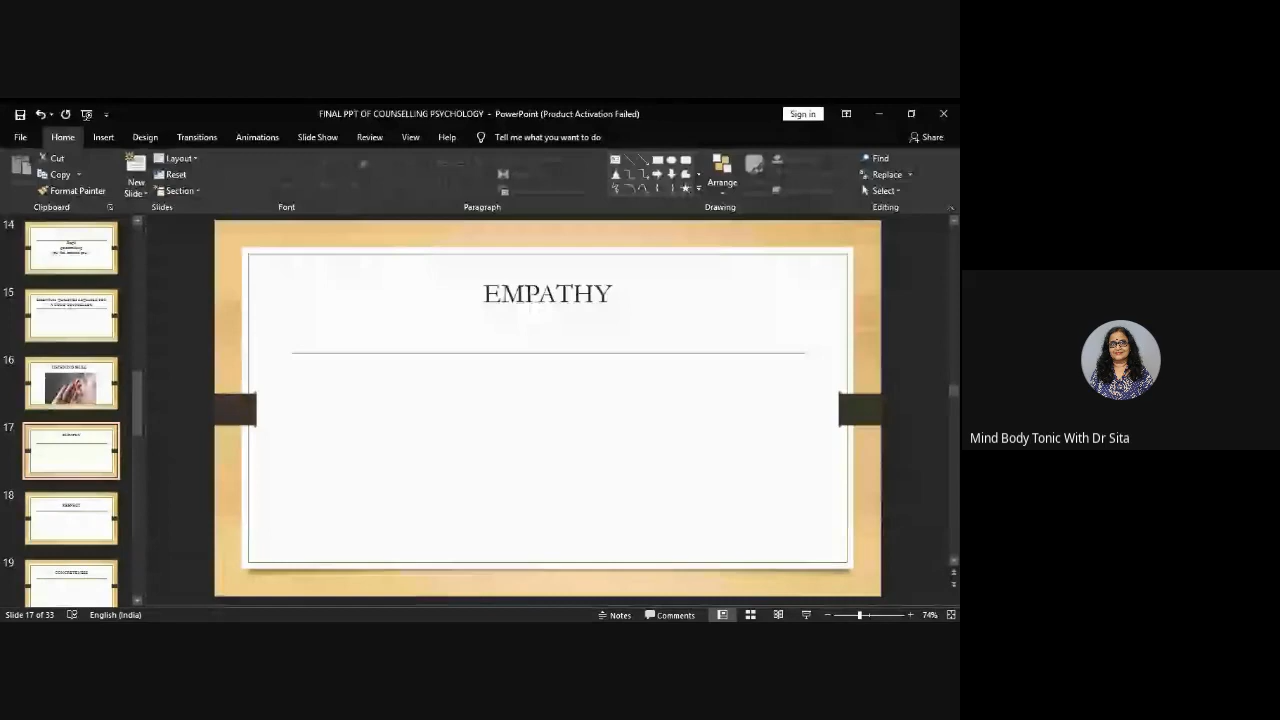 FINAL PPT OF COUNSELLING PSYCHOLOGY - PowerPoint (Product Activation Failed)
Sign in
File Home Insert Design Transitions Animations Slide Show Review View Help Tell me what you want to do
Share
Cut
Copy
Format Painter
Clipboard
New Slide
Layout
Reset
Section
Slides
Font
Paragraph
Arrange
Drawing
Find
Replace
Select
Editing
14
15
16
17
EMPATHY
18
RESPECT
19
CONCRETENESS
EMPATHY
Mind Body Tonic With Dr Sita
Slide 17 of 33
English (India)
Notes
Comments
74%